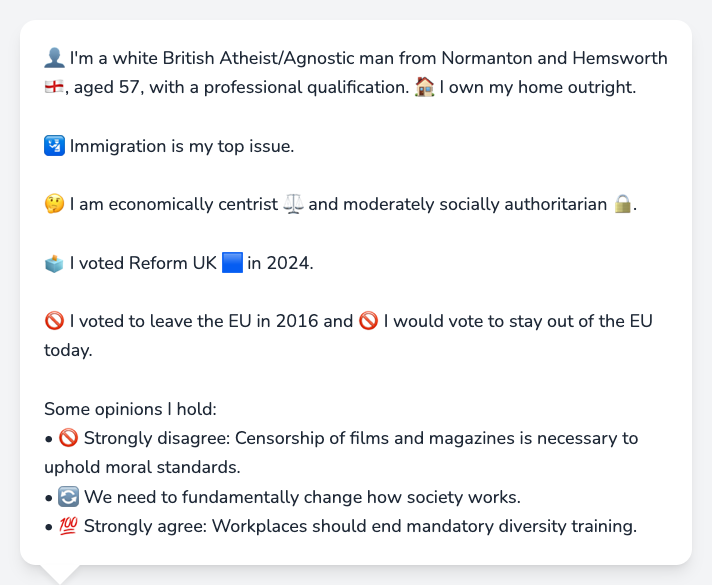 👤 I'm a white British Atheist/Agnostic man from Normanton and Hemsworth
🏴󠁧󠁢󠁥󠁮󠁧󠁿, aged 57, with a professional qualification. 🏠 I own my home outright.
🛂 Immigration is my top issue.
🤔 I am economically centrist ⚖️ and moderately socially authoritarian 🔒.
🗳️ I voted Reform UK 🟦 in 2024.
🚫 I voted to leave the EU in 2016 and 🚫 I would vote to stay out of the EU
today.
Some opinions I hold:
• 🚫 Strongly disagree: Censorship of films and magazines is necessary to
uphold moral standards.
• 🔄 We need to fundamentally change how society works.
• 💯 Strongly agree: Workplaces should end mandatory diversity training.